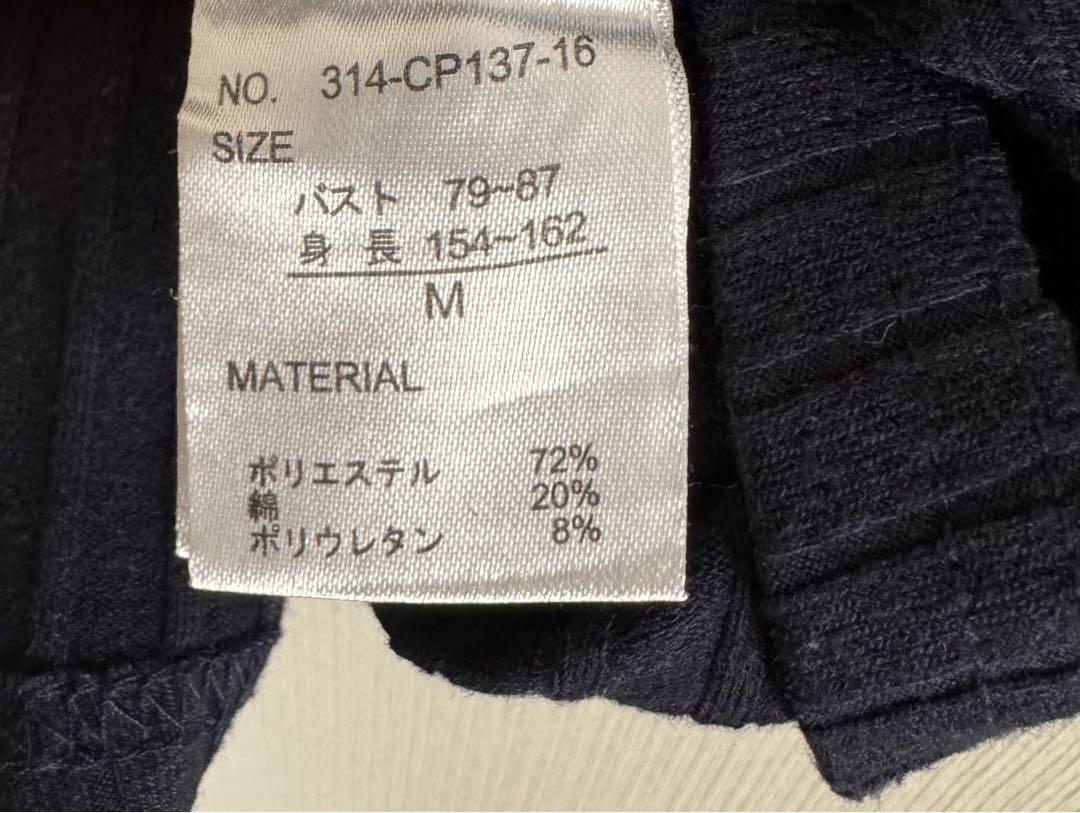 NO. 314-CP137-16
SIZE
バスト 79~87
身 長 154~162
M
MATERIAL
ポリエステル 72%
綿 20%
ポリウレタン 8%